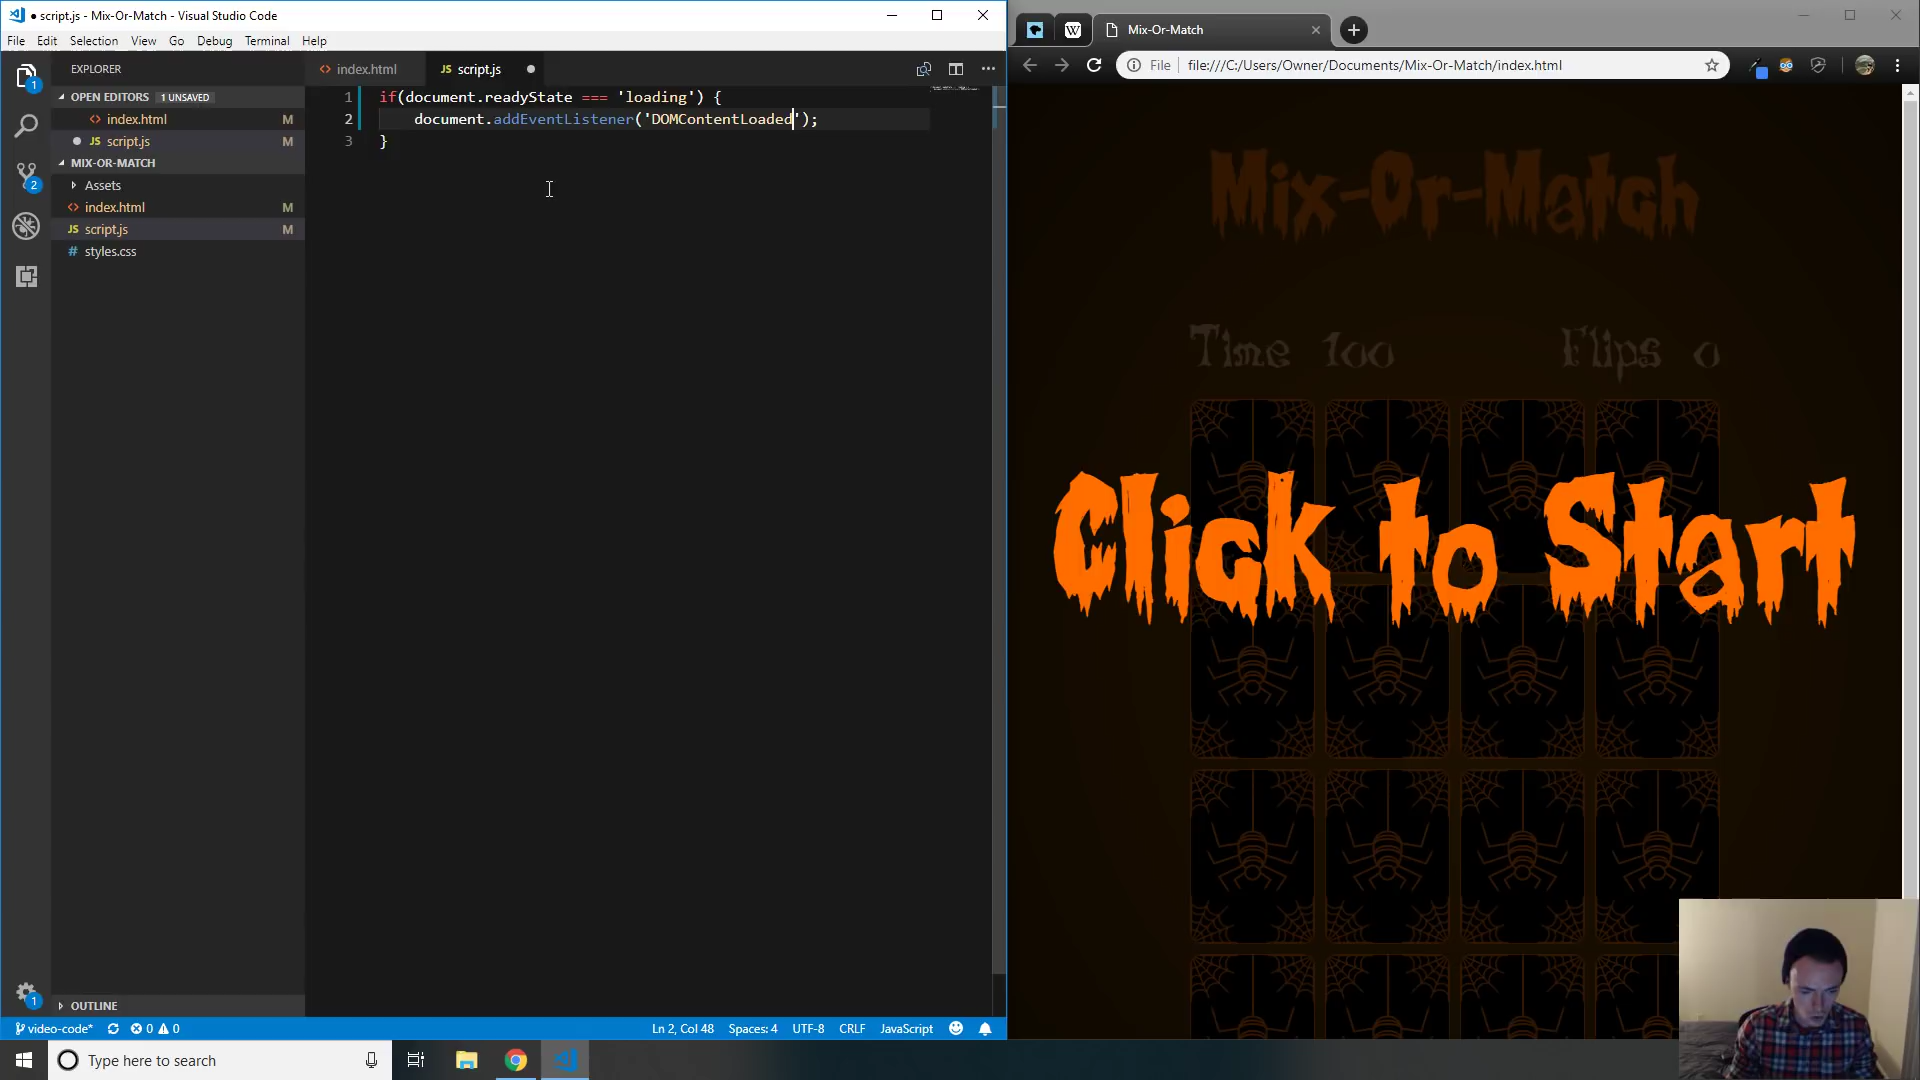 ● script.js - Mix-Or-Match - Visual Studio Code
File Edit Selection View Go Debug Terminal Help
EXPLORER
OPEN EDITORS 1 UNSAVED
index.html M
script.js M
MIX-OR-MATCH
Assets
index.html M
script.js M
styles.css
OUTLINE
1
2
1
index.html
script.js
1 if(document.readyState === 'loading') {
2 document.addEventListener('DOMContentLoaded');
3 }
video-code* 0 0
Ln 2, Col 48 Spaces: 4 UTF-8 CRLF JavaScript
Type here to search
W Mix-Or-Match
File file:///C:/Users/Owner/Documents/Mix-Or-Match/index.html
Mix-Or-Match
Time 100 Flips 0
Click to Start